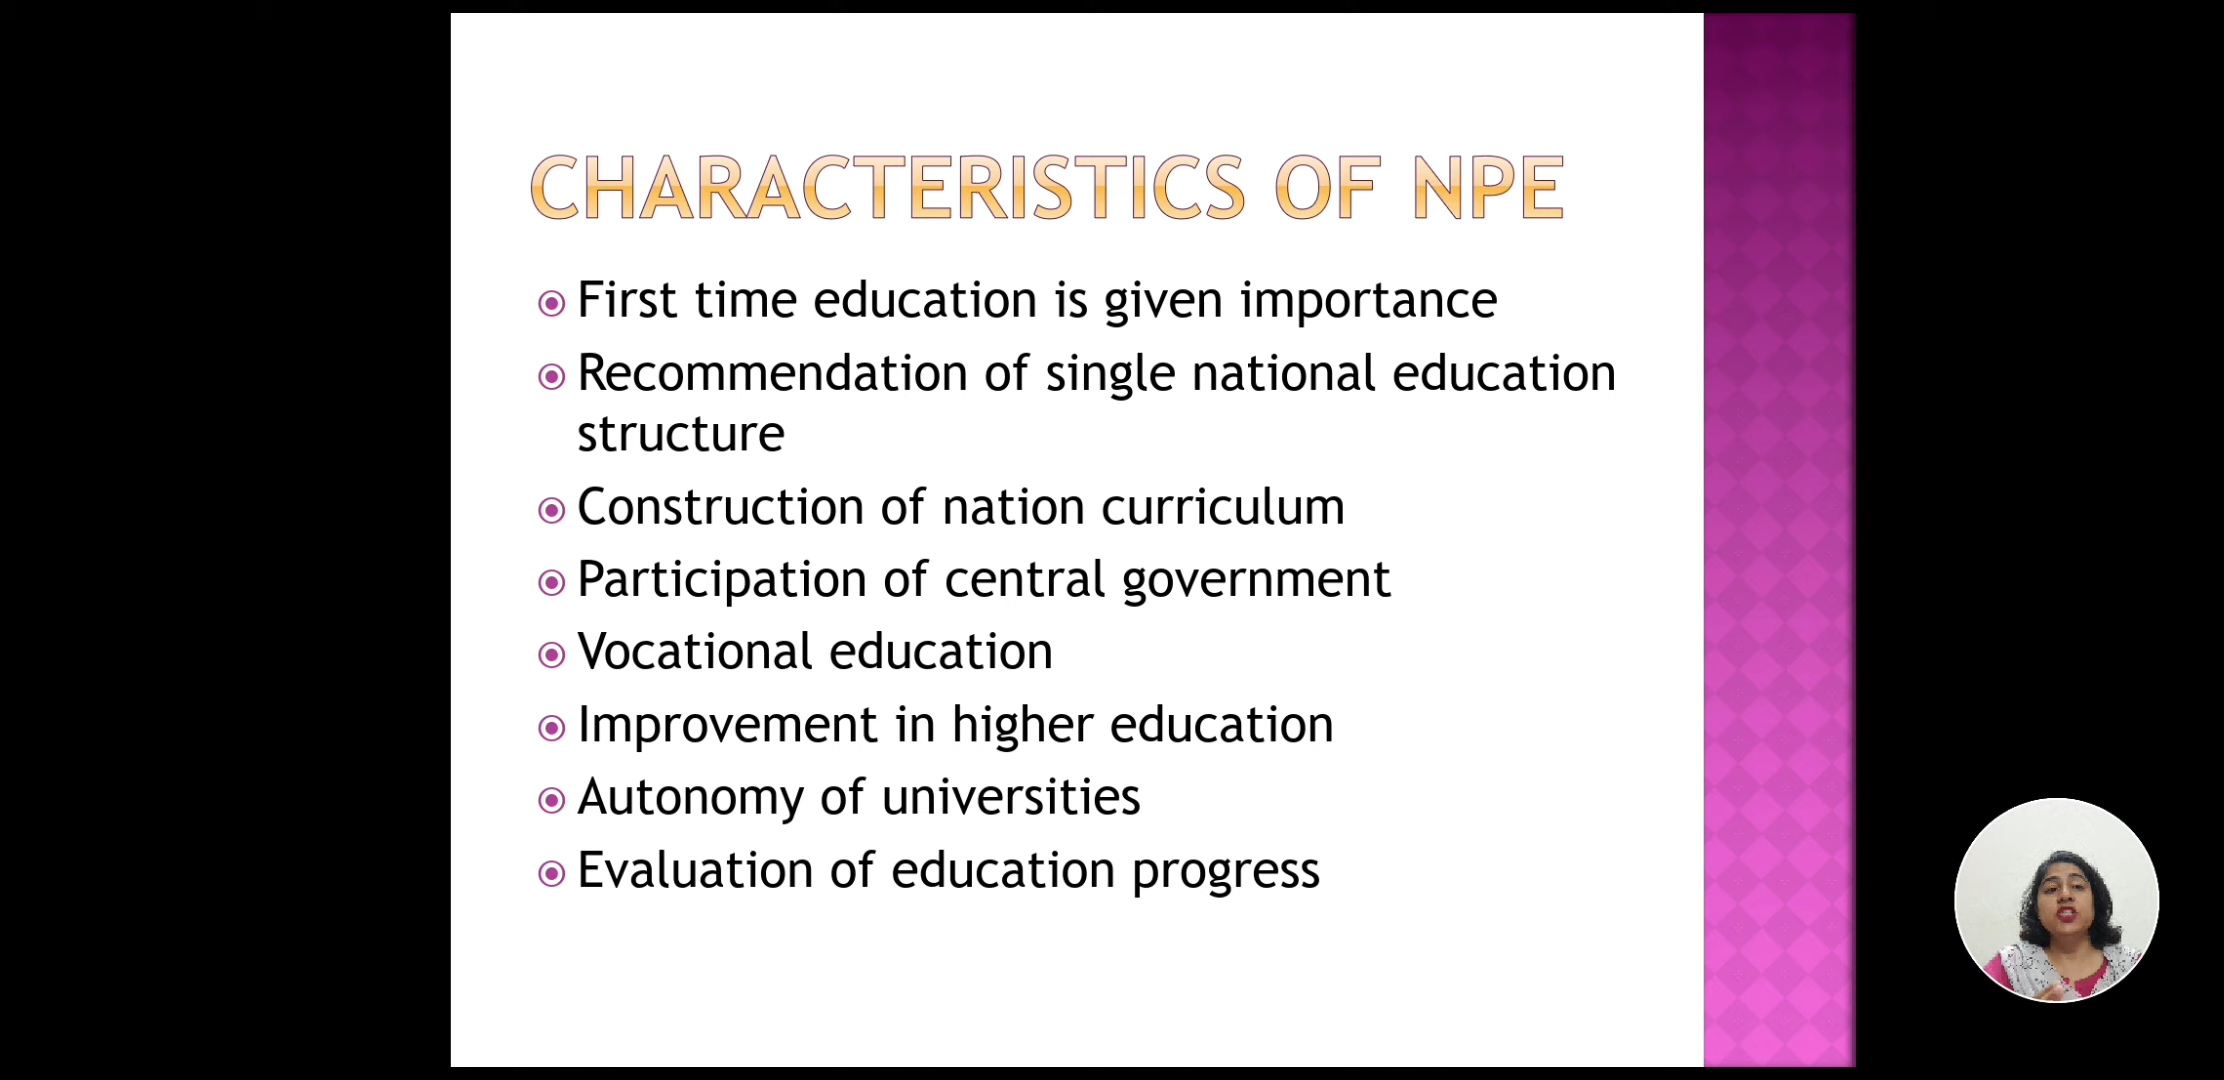 CHARACTERISTICS OF NPE
First time education is given importance
Recommendation of single national education
structure
Construction of nation curriculum
Participation of central government
Vocational education
Improvement in higher education
Autonomy of universities
Evaluation of education progress